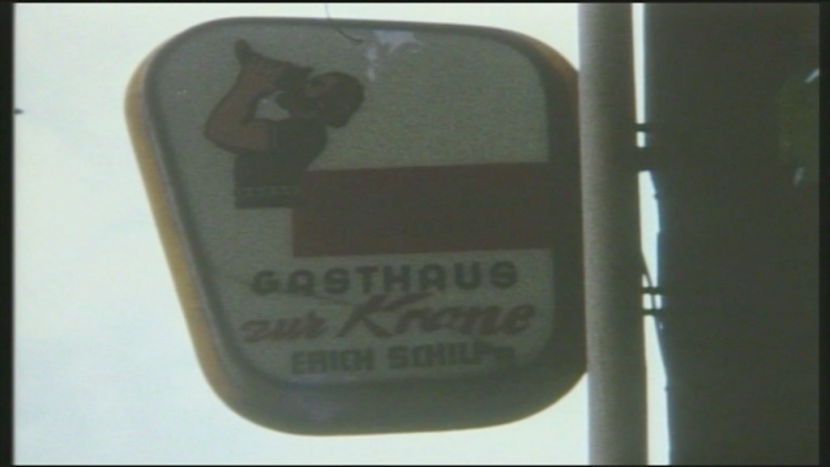 GASTHAUS
zur Krone
ERICH